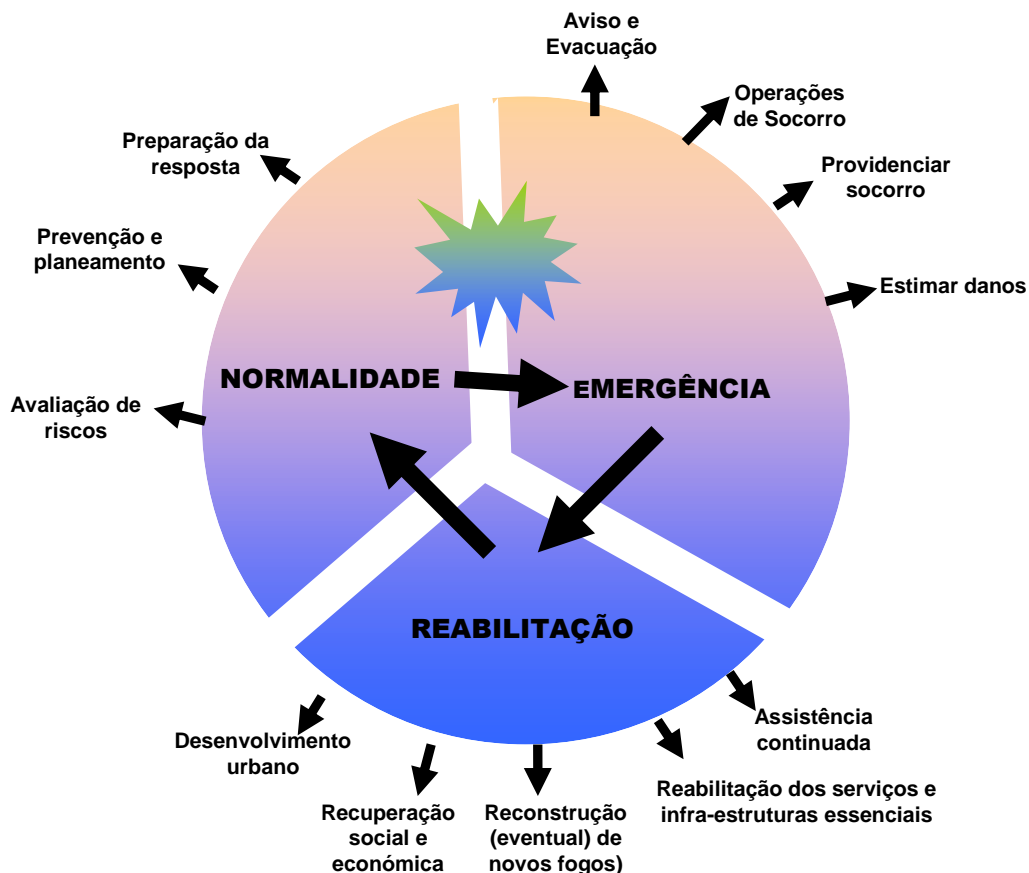 Aviso e
Evacuação
Operações
de Socorro
Preparação da
resposta
Providenciar
socorro
Prevenção e
planeamento
Estimar danos
NORMALIDADE
EMERGÊNCIA
Avaliação de
riscos
REABILITAÇÃO
Assistência
continuada
Desenvolvimento
urbano
Reabilitação dos serviços e
infra-estruturas essenciais
Recuperação
social e
económica
Reconstrução
(eventual) de
novos fogos)